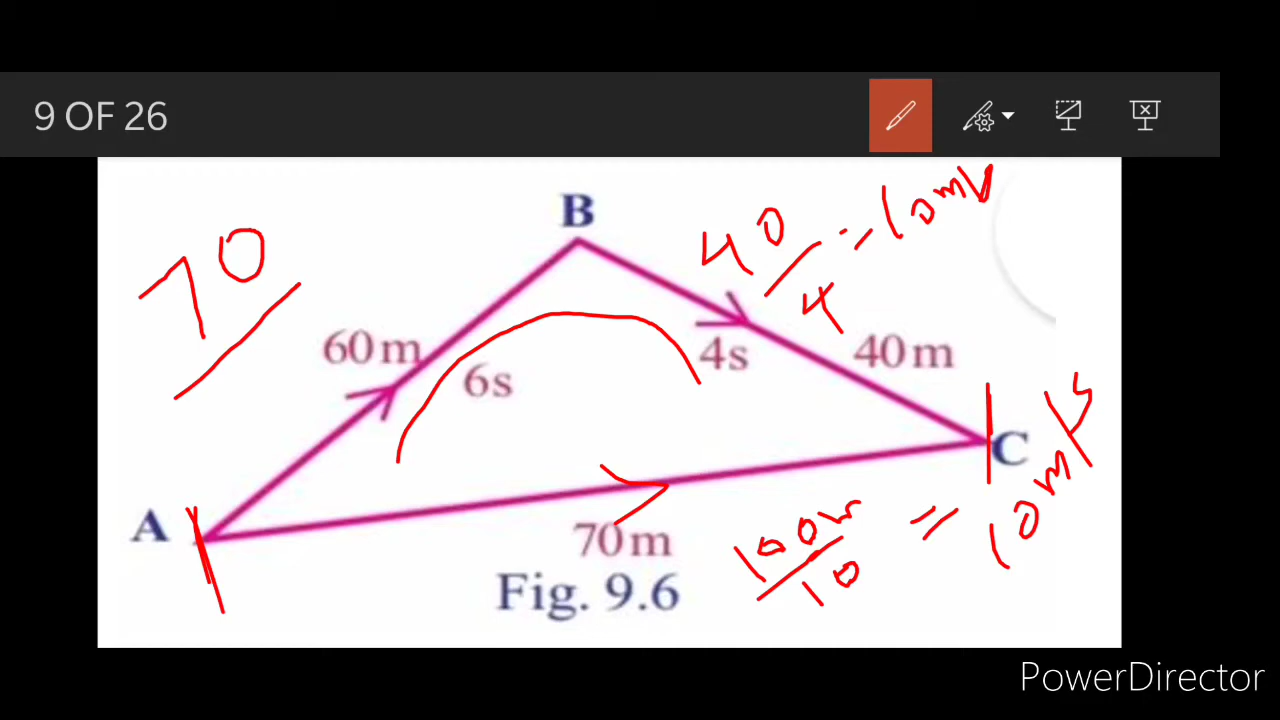 9 OF 26
B
70
40/4 = 10m/s
60m
6s
4s
40m
A
C
70m
100m/10 = 10m/s
Fig. 9.6
PowerDirector